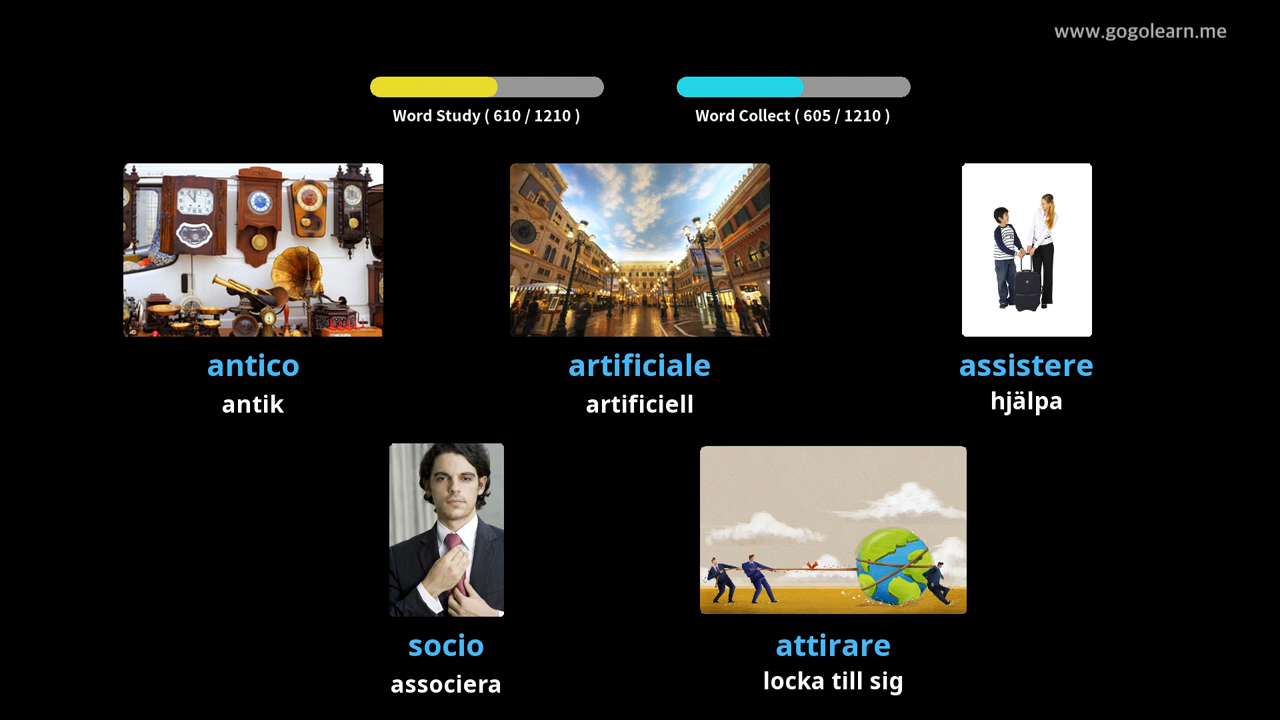 www.gogolearn.me
Word Study ( 610 / 1210 )
Word Collect ( 605 / 1210 )
antico
artificiale
assistere
antik
artificiell
hjälpa
socio
attirare
associera
locka till sig